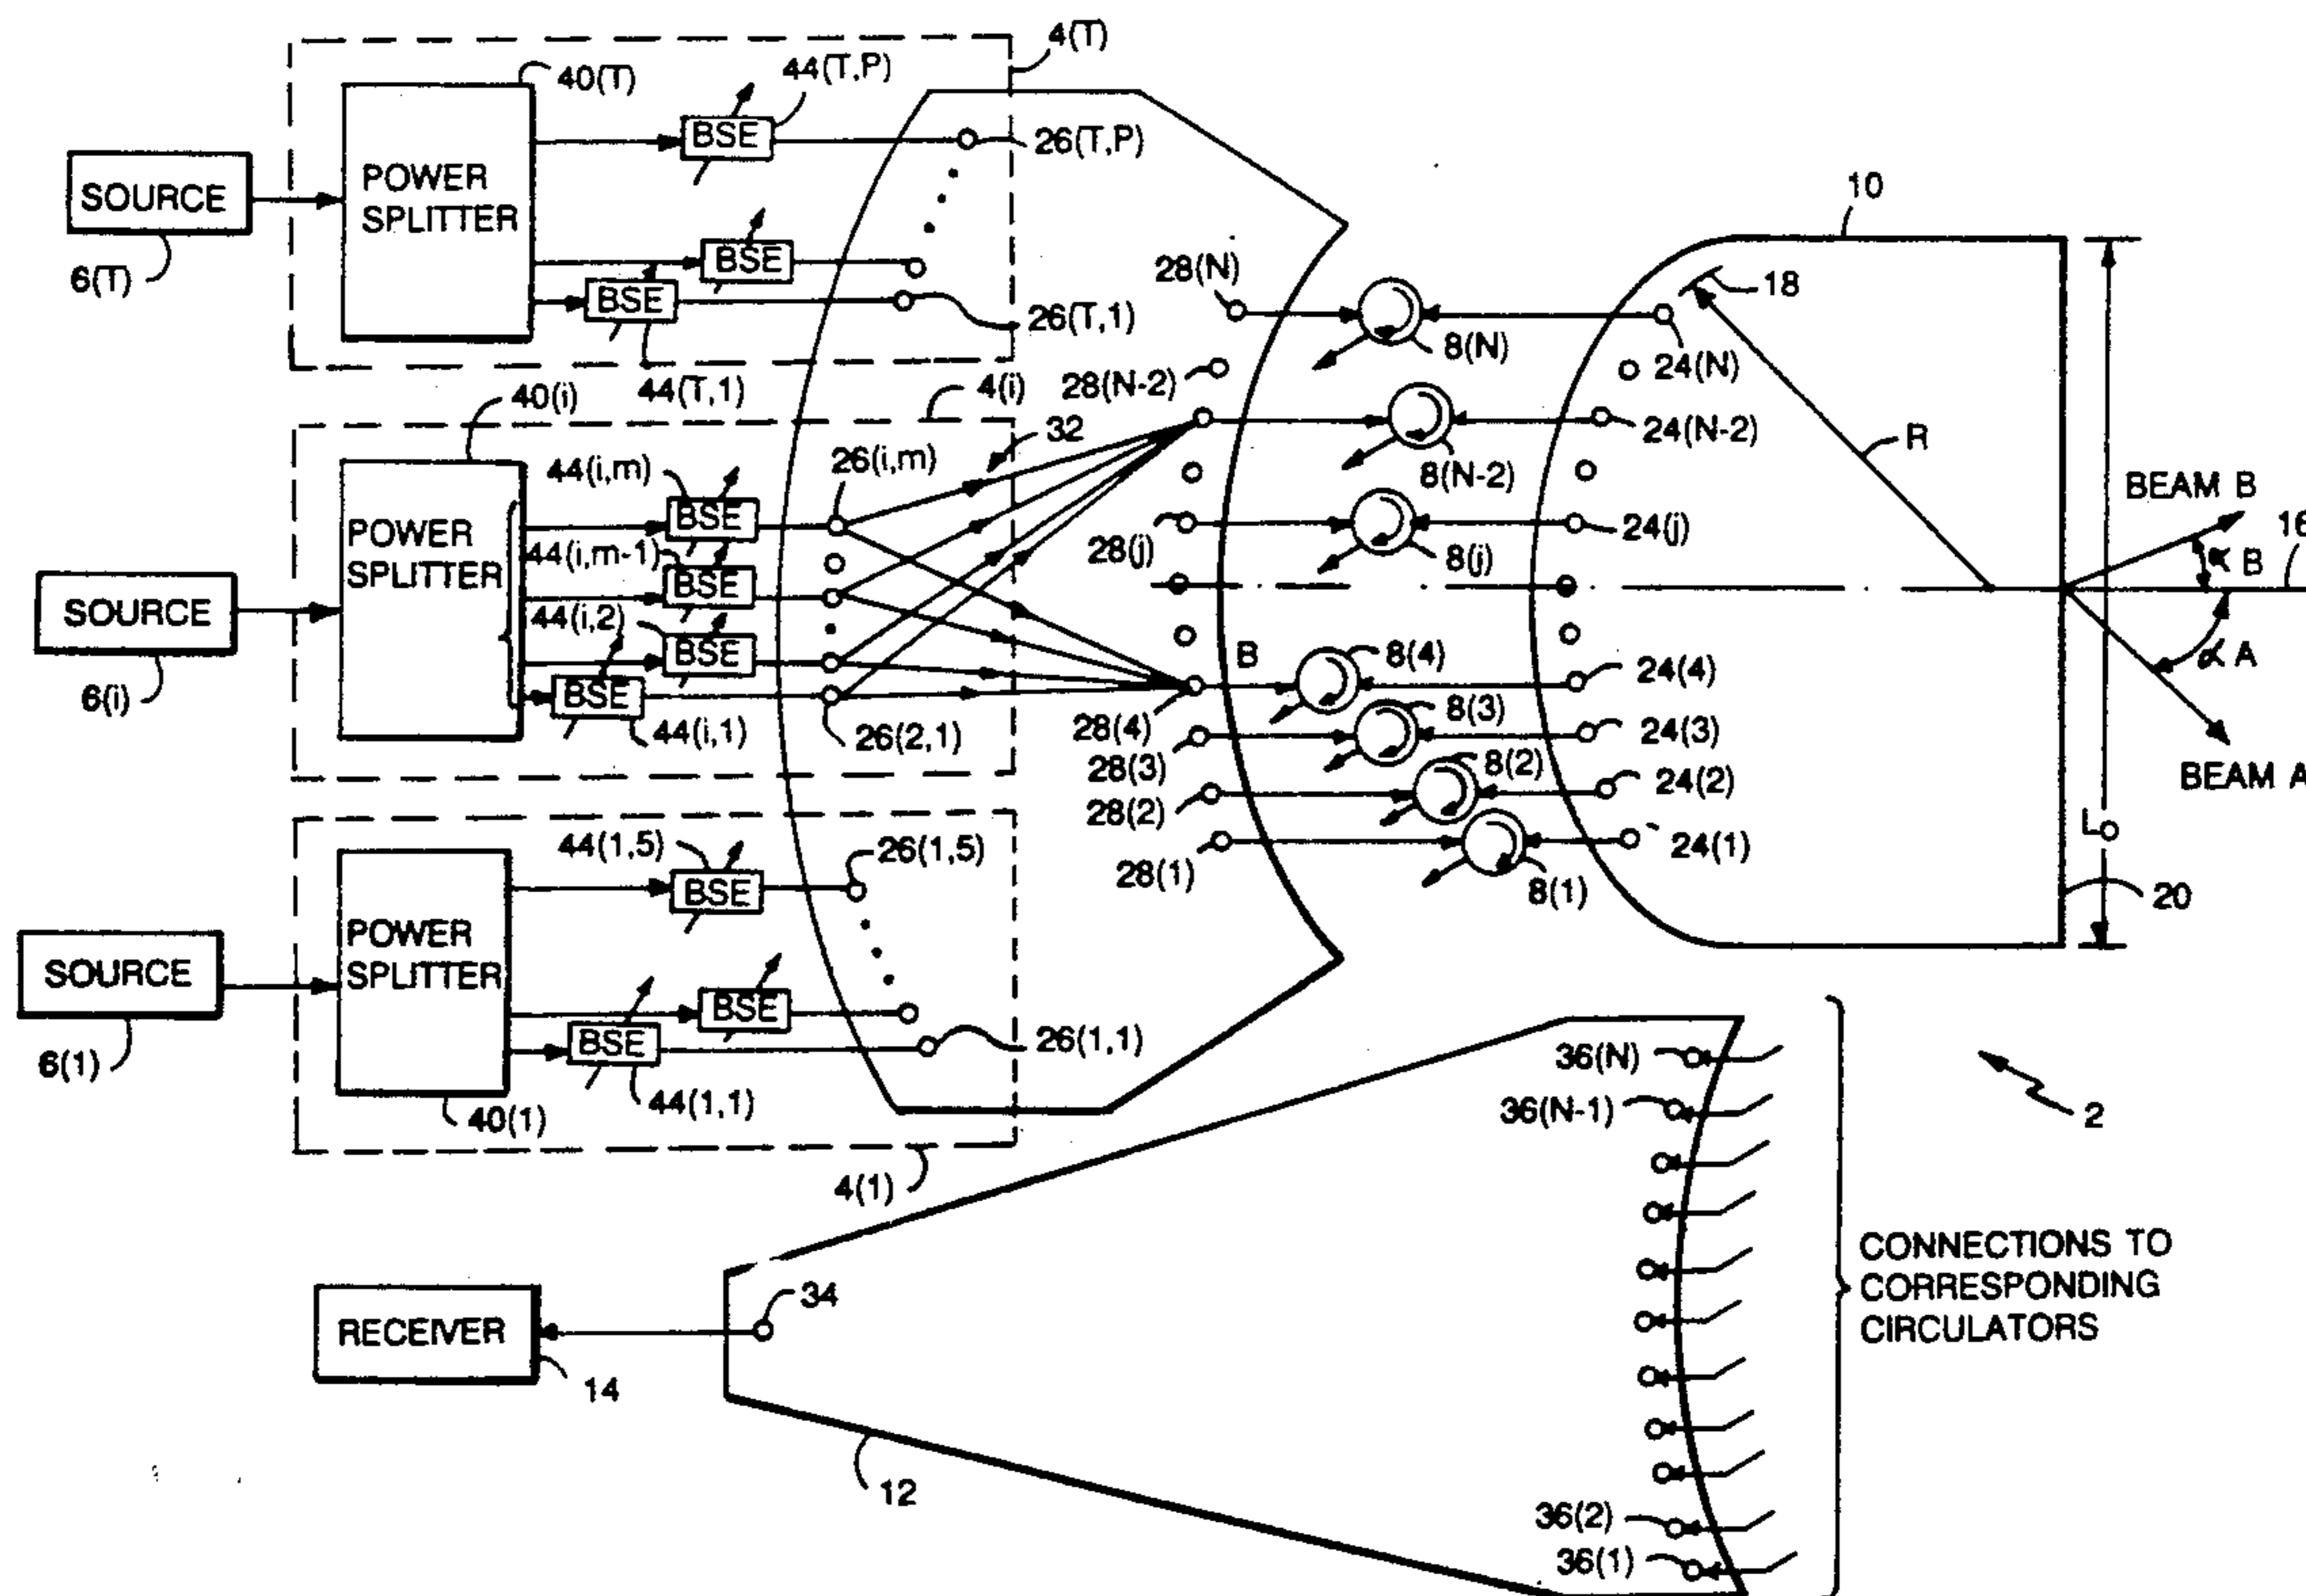 4(T)
40(T)
44(T,P)
BSE
26(T,P)
SOURCE
POWER
SPLITTER
6(T)
BSE
BSE
26(T,1)
44(T,1)
10
28(N)
18
8(N)
24(N)
28(N-2)
40(i)
4(i)
32
24(N-2)
R
8(N-2)
44(i,m)
26(i,m)
BSE
BEAM B
16
POWER
SPLITTER
44(i,m-1)
BSE
28(j)
8(j)
24(j)
∝ B
SOURCE
44(i,2)
BSE
6(i)
BSE
B
8(4)
24(4)
∝ A
44(i,1)
26(2,1)
28(4)
8(3)
24(3)
28(3)
8(2)
24(2)
BEAM A
28(2)
Lo
28(1)
8(1)
24(1)
20
44(1,5)
26(1,5)
BSE
POWER
SPLITTER
SOURCE
BSE
BSE
26(1,1)
6(1)
40(1)
44(1,1)
4(1)
36(N)
36(N-1)
2
CONNECTIONS TO
CORRESPONDING
CIRCULATORS
34
RECEIVER
14
12
36(2)
36(1)